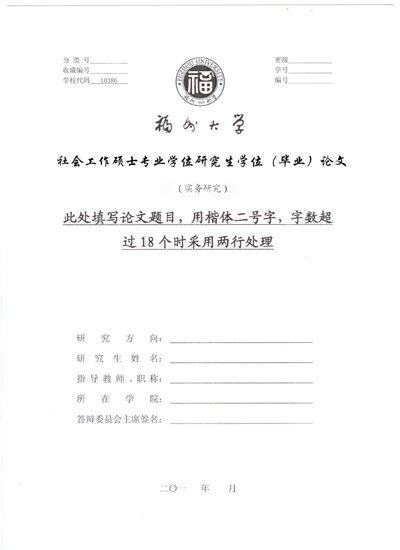 分 类 号
密级
收藏编号
学号
学校代码 10386
编号
FUZHOU UNIVERSITY
福
福州大学
社会工作硕士专业学位研究生学位（毕业）论文
（实务研究）
此处填写论文题目，用楷体二号字，字数超
过 18 个时采用两行处理
研 究 方 向：
研 究 生 姓 名：
指 导 教 师、职 称：
所 在 学 院：
答辩委员会主席签名：
二〇一 年 月